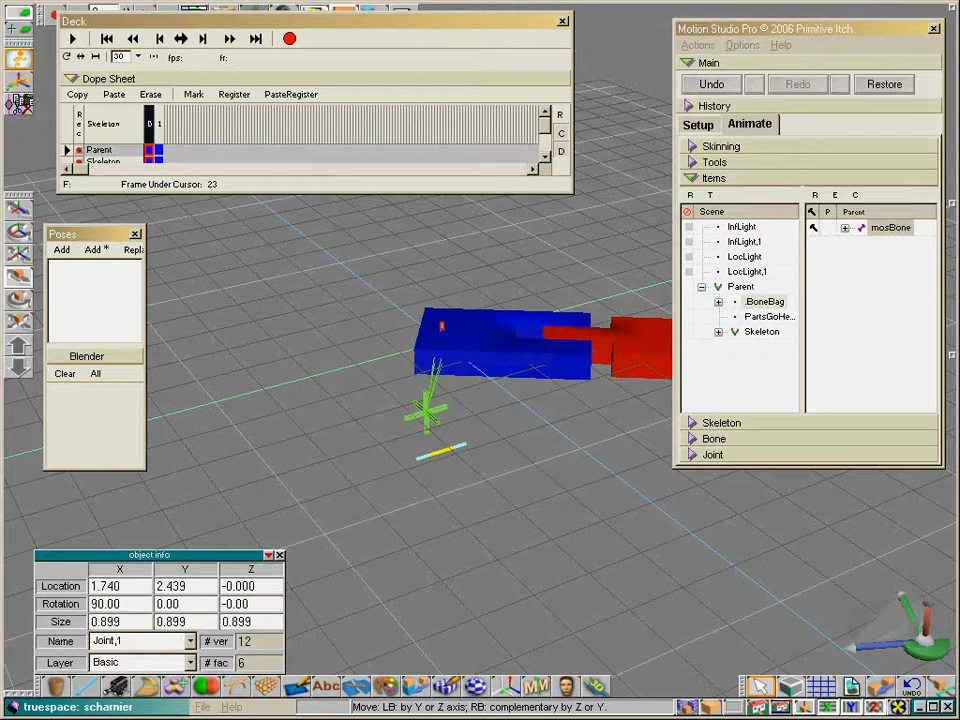 Deck
30 fps: fr:
Dope Sheet
Copy Paste Erase Mark Register PasteRegister
R
e
c
Skeleton D 1
R
C
D
Parent
Skeleton
F: Frame Under Cursor: 23
Motion Studio Pro © 2006 Primitive Itch
Actions Options Help
Main
Undo Redo Restore
History
Setup Animate
Skinning
Tools
Items
R T R E C
Scene P Parent
InfLight mosBone
InfLight,1
LocLight
LocLight,1
Parent
.BoneBag
PartsGoHe...
Skeleton
Skeleton
Bone
Joint
Poses
Add Add * Repla
Blender
Clear All
object info
X Y Z
Location 1.740 2.439 -0.000
Rotation 90.00 0.00 -0.00
Size 0.899 0.899 0.899
Name Joint,1 # ver 12
Layer Basic # fac 6
Abc
UNDO
truespace: scharnier File Help Move: LB: by Y or Z axis; RB: complementary by Z or Y.